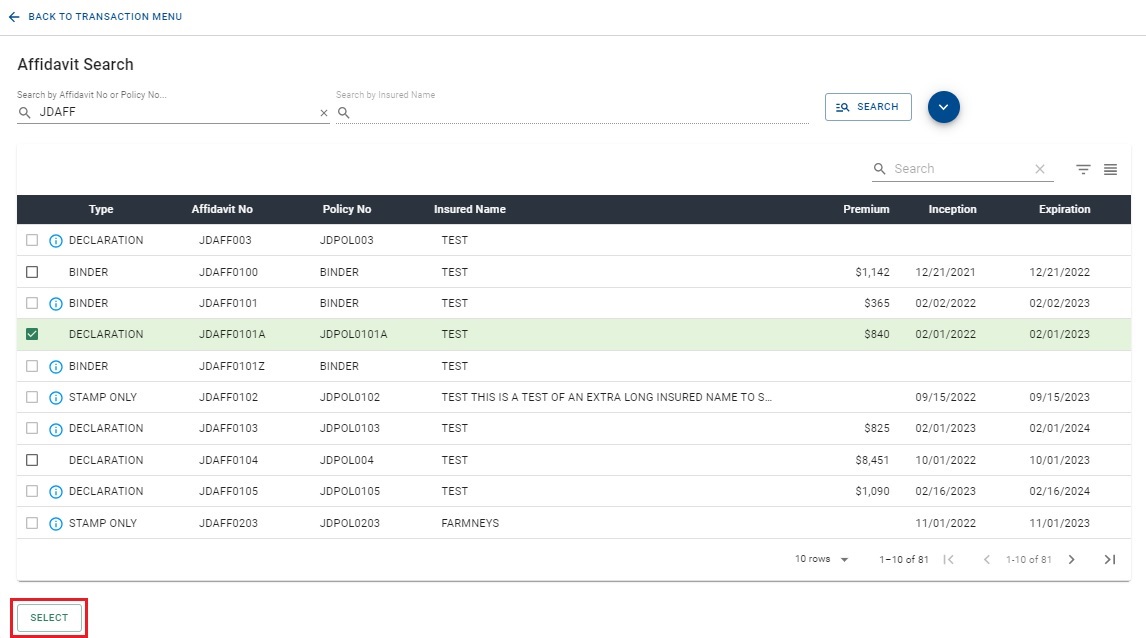 BACK TO TRANSACTION MENU
Affidavit Search
Search by Affidavit No or Policy No... Search by Insured Name
JDAFF SEARCH
Search
Type Affidavit No Policy No Insured Name Premium Inception Expiration
DECLARATION JDAFF003 JDPOL003 TEST
BINDER JDAFF0100 BINDER TEST $1,142 12/21/2021 12/21/2022
BINDER JDAFF0101 BINDER TEST $365 02/02/2022 02/02/2023
DECLARATION JDAFF0101A JDPOL0101A TEST $840 02/01/2022 02/01/2023
BINDER JDAFF0101Z BINDER TEST
STAMP ONLY JDAFF0102 JDPOL0102 TEST THIS IS A TEST OF AN EXTRA LONG INSURED NAME TO S... 09/15/2022 09/15/2023
DECLARATION JDAFF0103 JDPOL0103 TEST $825 02/01/2023 02/01/2024
DECLARATION JDAFF0104 JDPOL004 TEST $8,451 10/01/2022 10/01/2023
DECLARATION JDAFF0105 JDPOL0105 TEST $1,090 02/16/2023 02/16/2024
STAMP ONLY JDAFF0203 JDPOL0203 FARMNEYS 11/01/2022 11/01/2023
10 rows 1–10 of 81 1-10 of 81
SELECT